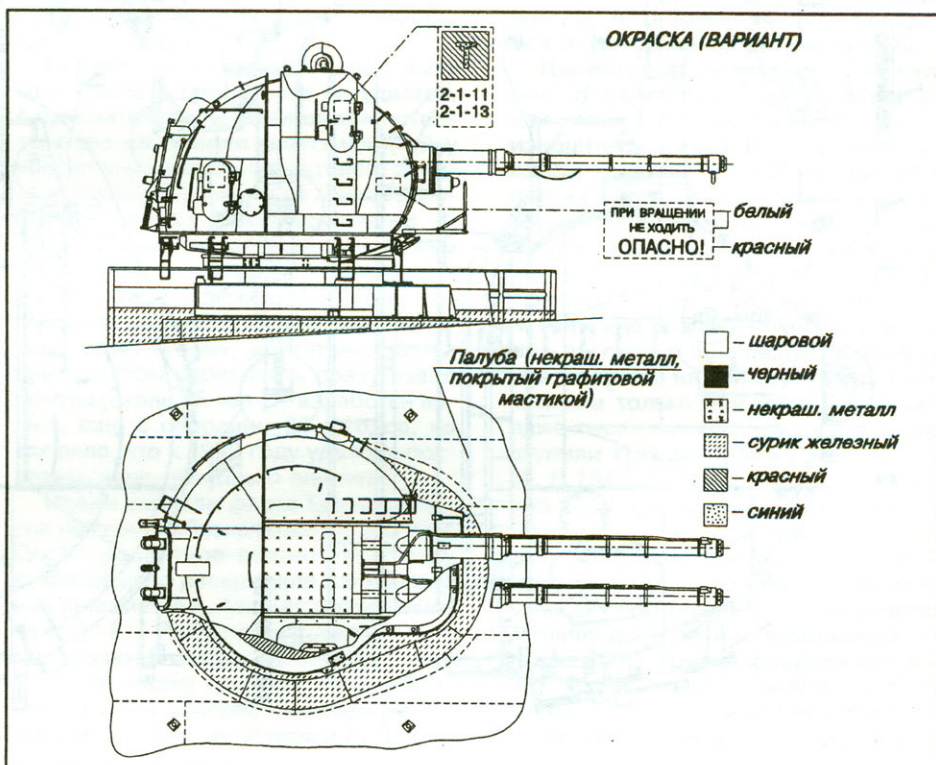 ОКРАСКА (ВАРИАНТ)
2-1-11
2-1-13
ПРИ ВРАЩЕНИИ
НЕ ХОДИТЬ
ОПАСНО!
белый
красный
Палуба (некраш. металл,
покрытый графитовой
мастикой)
- шаровой
- черный
- некраш. металл
- сурик железный
- красный
- синий